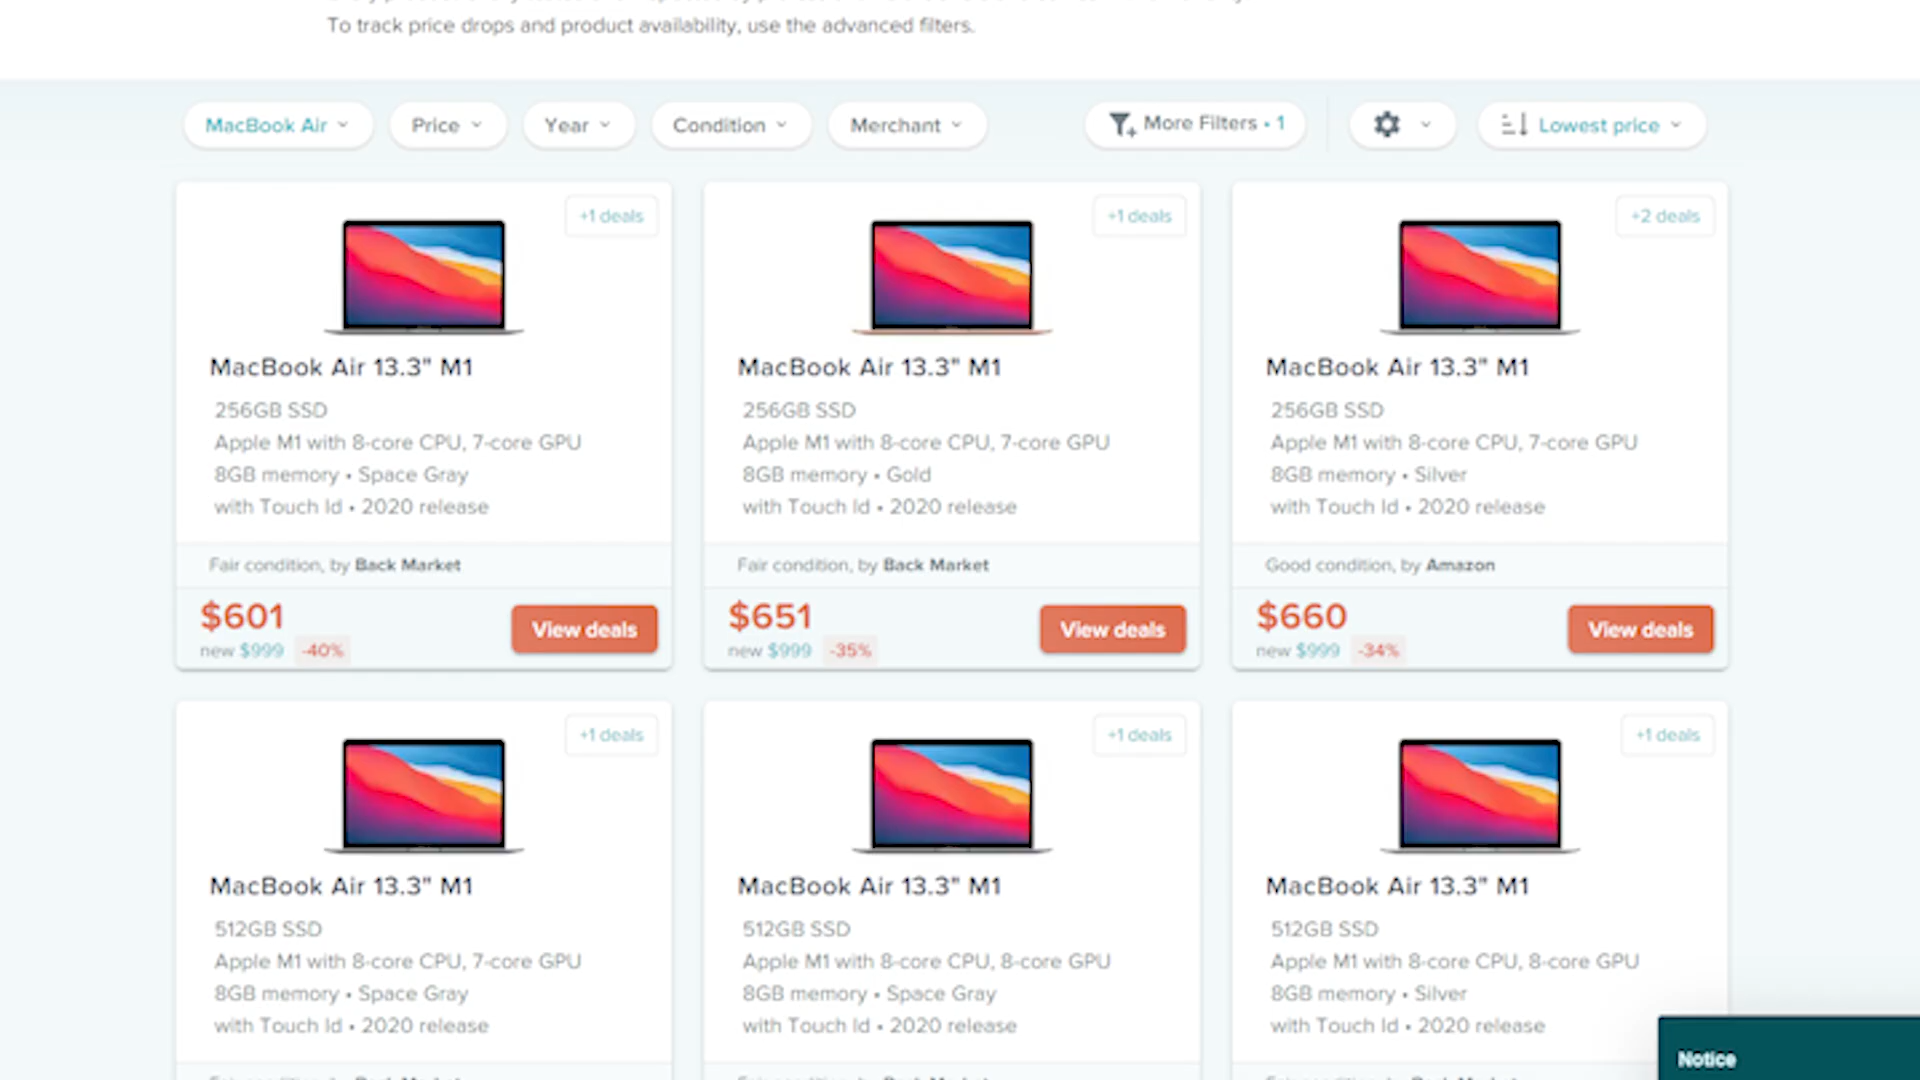 To track price drops and product availability, use the advanced filters.
MacBook Air
Price
Year
Condition
Merchant
More Filters • 1
Lowest price
+1 deals
MacBook Air 13.3" M1
256GB SSD
Apple M1 with 8-core CPU, 7-core GPU
8GB memory • Space Gray
with Touch Id • 2020 release
Fair condition, by Back Market
$601
new $999 -40%
View deals
+1 deals
MacBook Air 13.3" M1
256GB SSD
Apple M1 with 8-core CPU, 7-core GPU
8GB memory • Gold
with Touch Id • 2020 release
Fair condition, by Back Market
$651
new $999 -35%
View deals
+2 deals
MacBook Air 13.3" M1
256GB SSD
Apple M1 with 8-core CPU, 7-core GPU
8GB memory • Silver
with Touch Id • 2020 release
Good condition, by Amazon
$660
new $999 -34%
View deals
+1 deals
MacBook Air 13.3" M1
512GB SSD
Apple M1 with 8-core CPU, 7-core GPU
8GB memory • Space Gray
with Touch Id • 2020 release
+1 deals
MacBook Air 13.3" M1
512GB SSD
Apple M1 with 8-core CPU, 8-core GPU
8GB memory • Space Gray
with Touch Id • 2020 release
+1 deals
MacBook Air 13.3" M1
512GB SSD
Apple M1 with 8-core CPU, 8-core GPU
8GB memory • Silver
with Touch Id • 2020 release
Notice